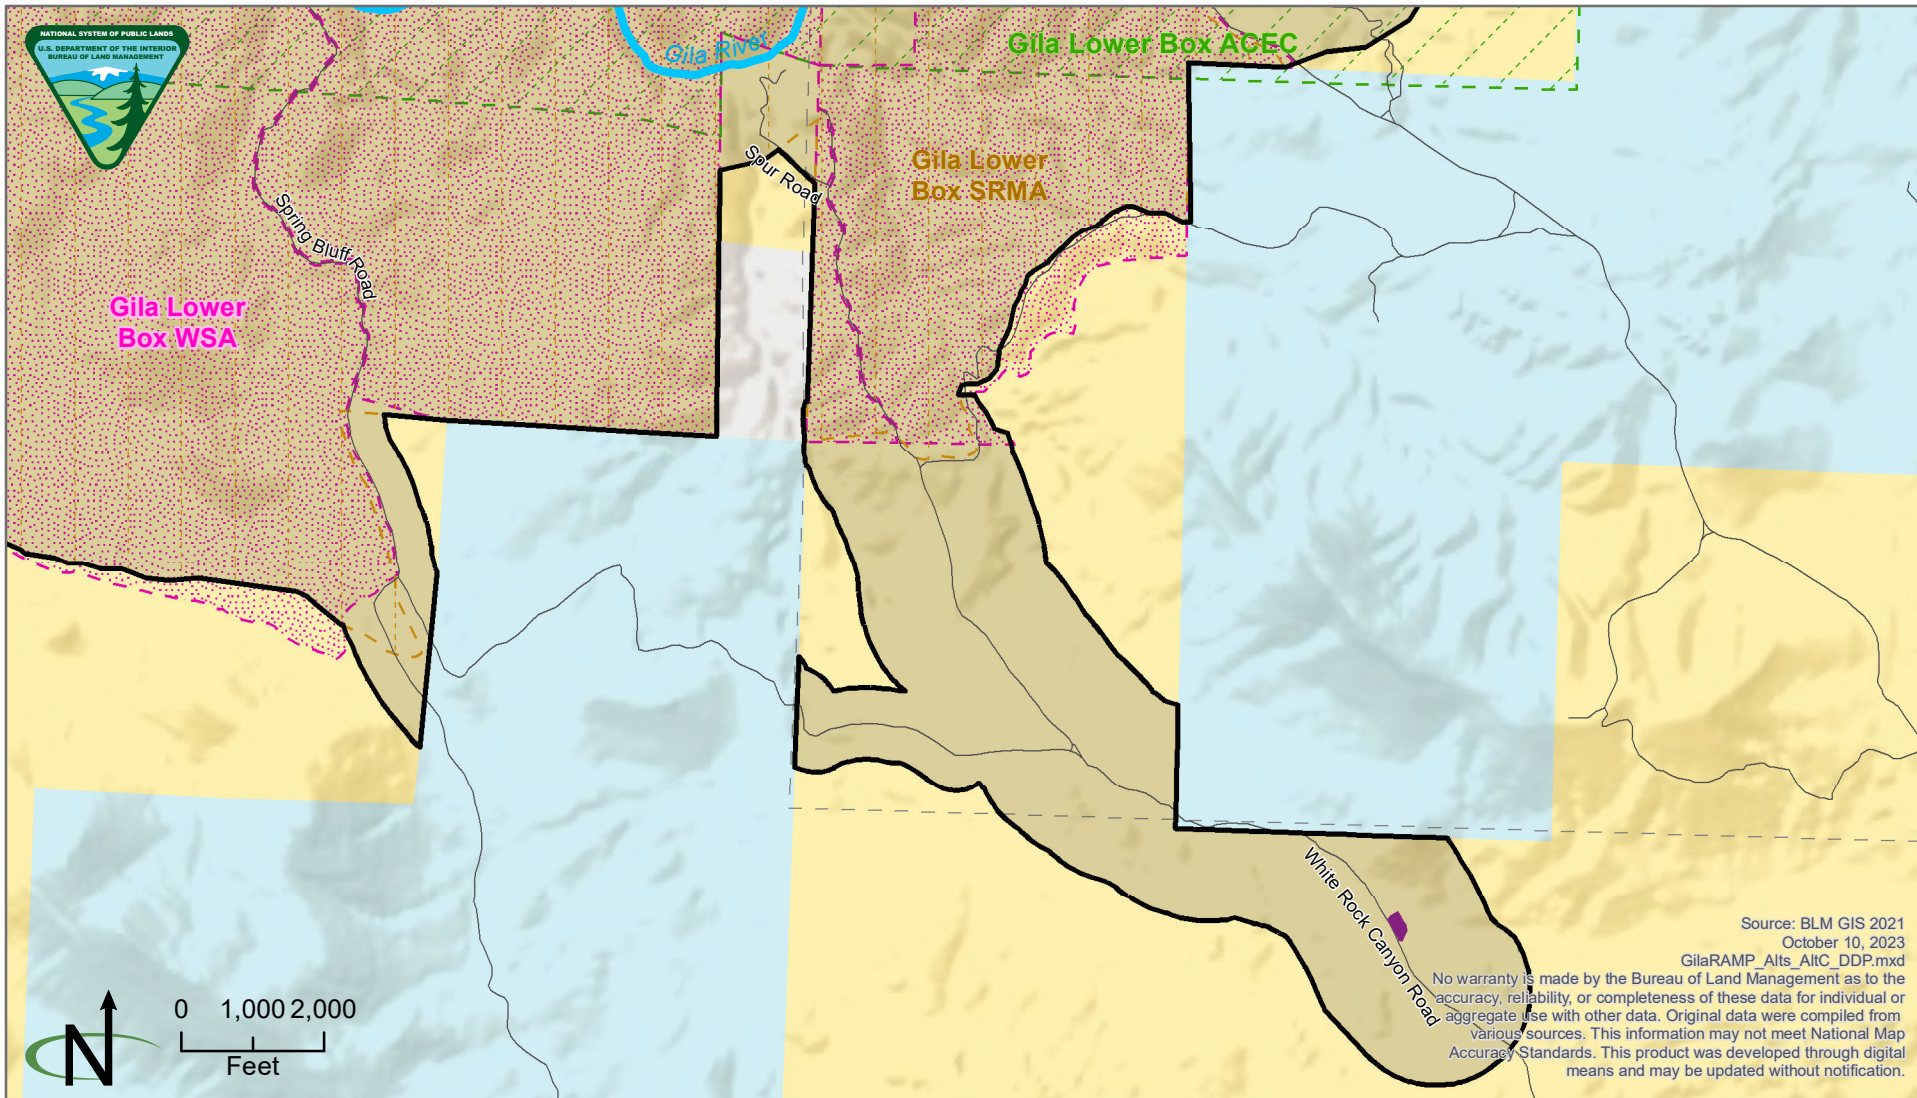 NATIONAL SYSTEM OF PUBLIC LANDS
U.S. DEPARTMENT OF THE INTERIOR
BUREAU OF LAND MANAGEMENT
Gila River
Gila Lower Box ACEC
Spur Road
Gila Lower
Box SRMA
Spring Bluff Road
Gila Lower
Box WSA
White Rock Canyon Road
Source: BLM GIS 2021
October 10, 2023
GilaRAMP_Alts_AltC_DDP.mxd
No warranty is made by the Bureau of Land Management as to the
accuracy, reliability, or completeness of these data for individual or
aggregate use with other data. Original data were compiled from
various sources. This information may not meet National Map
Accuracy Standards. This product was developed through digital
means and may be updated without notification.
N
0 1,000 2,000
Feet